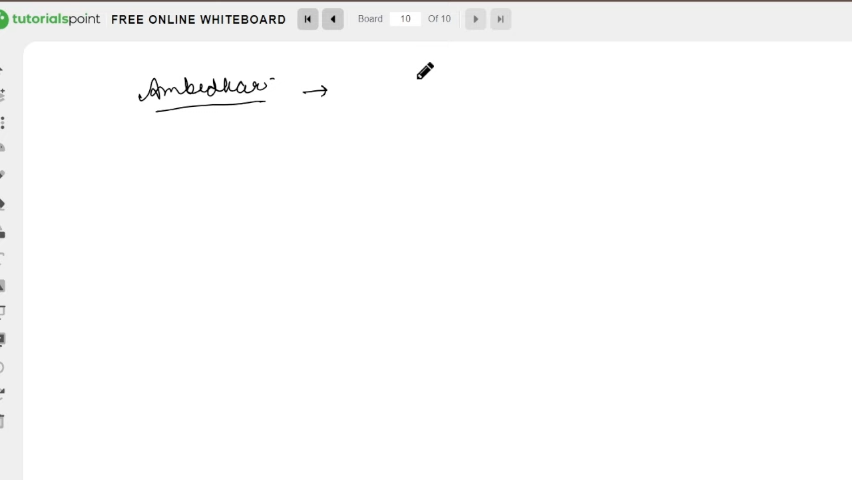 tutorialspoint FREE ONLINE WHITEBOARD Board 10 Of 10
Ambedkar →